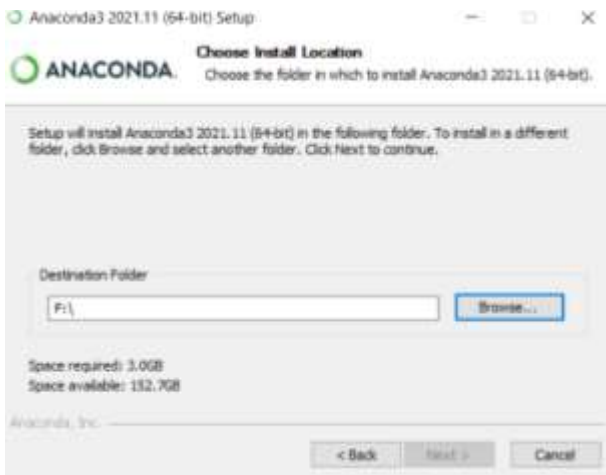 Anaconda3 2021.11 (64-bit) Setup
ANACONDA.
Choose Install Location
Choose the folder in which to install Anaconda3 2021.11 (64-bit).
Setup will install Anaconda3 2021.11 (64-bit) in the following folder. To install in a different
folder, click Browse and select another folder. Click Next to continue.
Destination Folder
F:\
Browse...
Space required: 3.0GB
Space available: 152.7GB
Anaconda, Inc.
< Back
Next >
Cancel